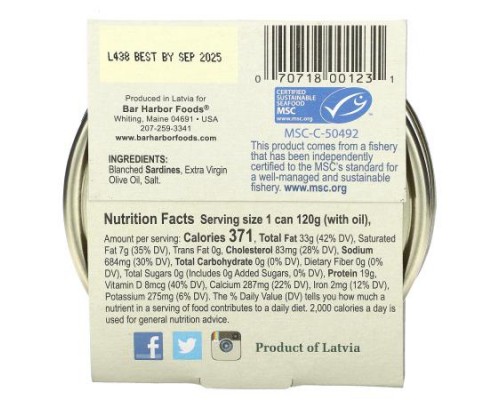 L438 BEST BY SEP 2025
0 70718 00123 1
Produced in Latvia for
Bar Harbor Foods®
Whiting, Maine 04691 • USA
207-259-3341
www.barharborfoods.com
INGREDIENTS:
Blanched Sardines, Extra Virgin
Olive Oil, Salt.
CERTIFIED
SUSTAINABLE
SEAFOOD
MSC
www.msc.org
MSC-C-50492
This product comes from a fishery
that has been independently
certified to the MSC's standard for
a well-managed and sustainable
fishery. www.msc.org
Nutrition Facts Serving size 1 can 120g (with oil),
Amount per serving: Calories 371, Total Fat 33g (42% DV), Saturated
Fat 7g (35% DV), Trans Fat 0g, Cholesterol 83mg (28% DV), Sodium
684mg (30% DV), Total Carbohydrate 0g (0% DV), Dietary Fiber 0g (0%
DV), Total Sugars 0g (Includes 0g Added Sugars, 0% DV), Protein 19g,
Vitamin D 8mcg (40% DV), Calcium 287mg (22% DV), Iron 2mg (12% DV),
Potassium 275mg (6% DV). The % Daily Value (DV) tells you how much a
nutrient in a serving of food contributes to a daily diet. 2,000 calories a day is
used for general nutrition advice.
Product of Latvia